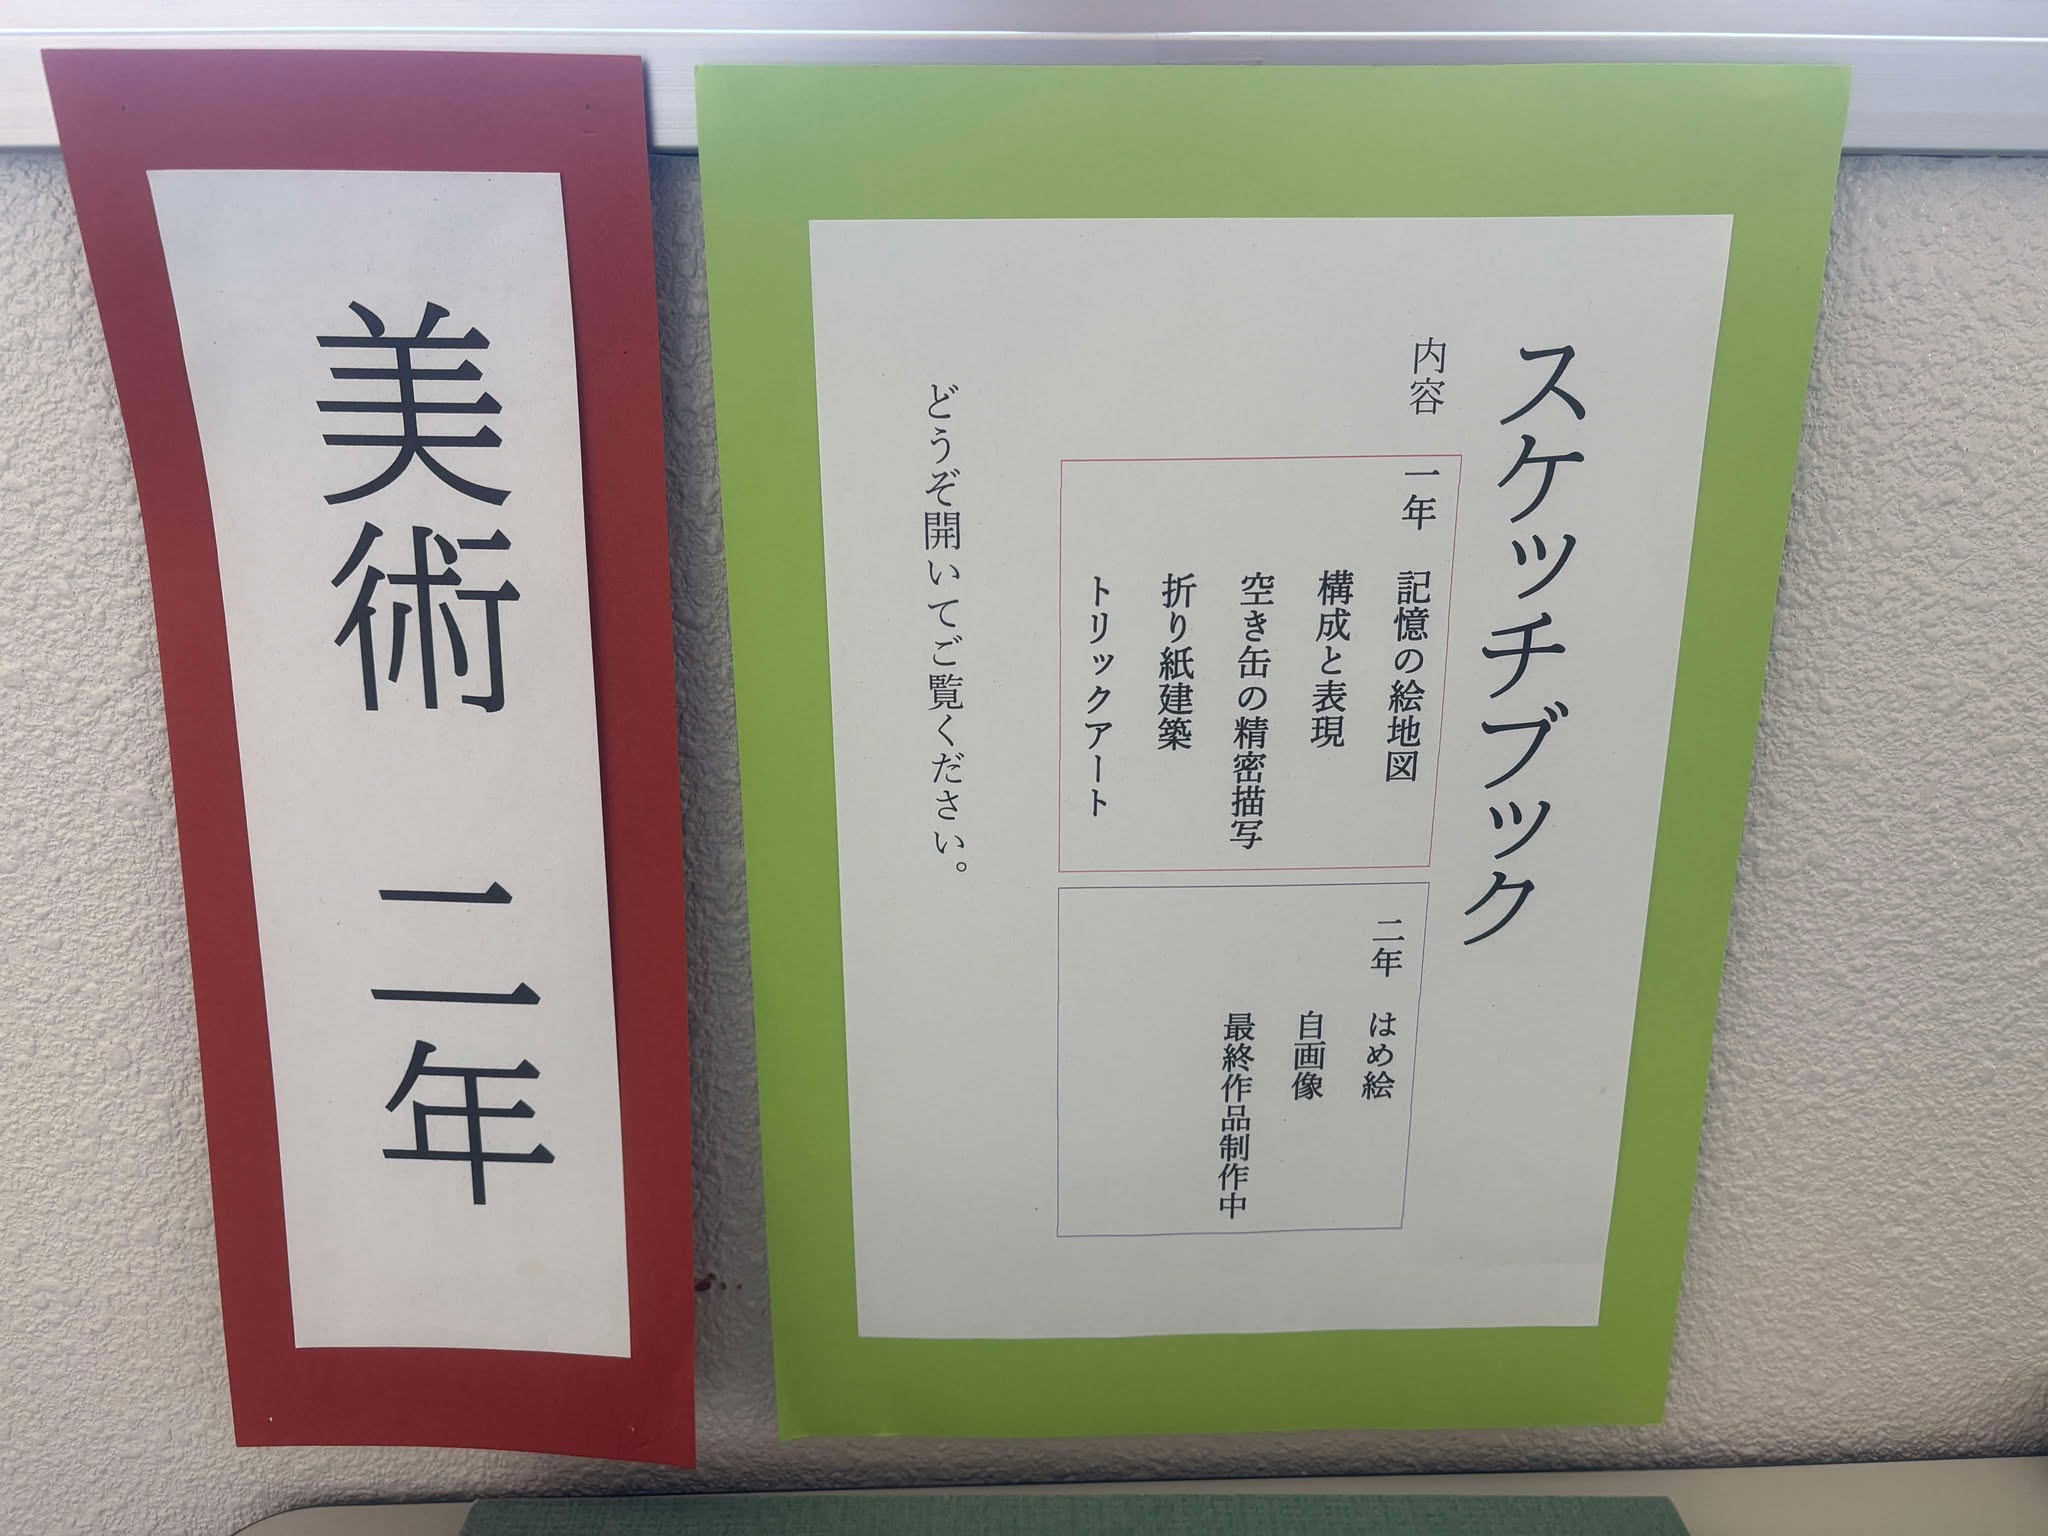 スケッチブック
内容
一年
記憶の絵地図
構成と表現
空き缶の精密描写
折り紙建築
トリックアート
二年
はめ絵
自画像
最終作品制作中
どうぞ開いてご覧ください。
美術 二年